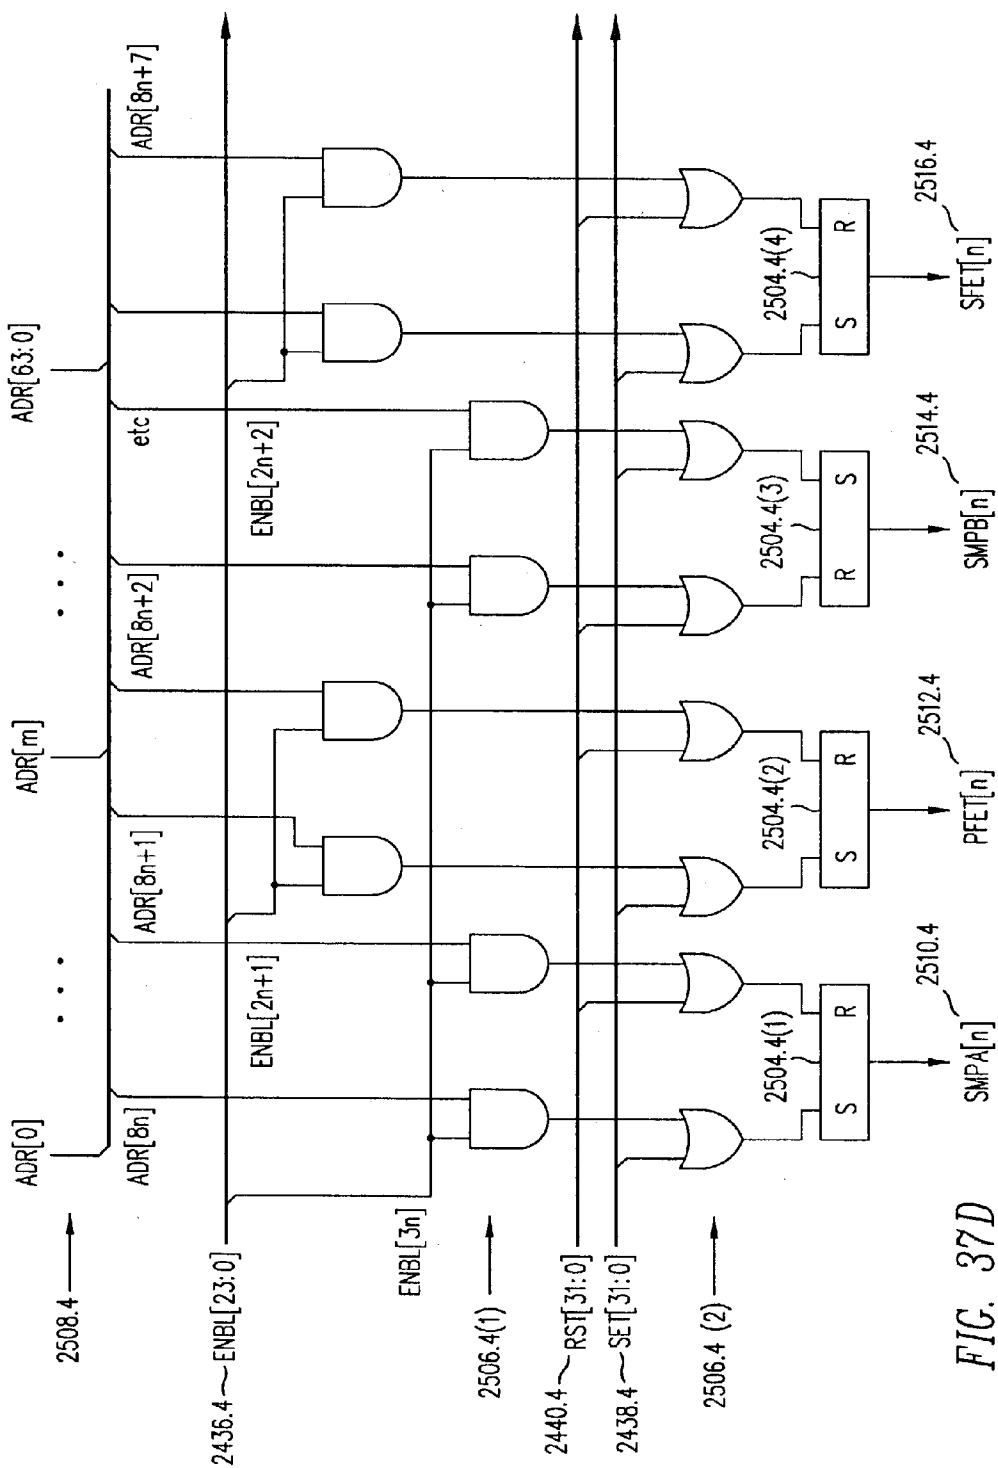 2508.4
ADR[0]
ADR[m]
ADR[63:0]
ADR[8n]
ADR[8n+1]
ADR[8n+2]
etc
ADR[8n+7]
2436.4
ENBL[23:0]
ENBL[2n+1]
ENBL[2n+2]
ENBL[3n]
2506.4(1)
2440.4
RST[31:0]
2438.4
SET[31:0]
2506.4 (2)
2504.4(1)
2504.4(2)
2504.4(3)
2504.4(4)
S R
S R
R S
S R
2510.4
2512.4
2514.4
2516.4
SMPA[n]
PFET[n]
SMPB[n]
SFET[n]
FIG. 37D